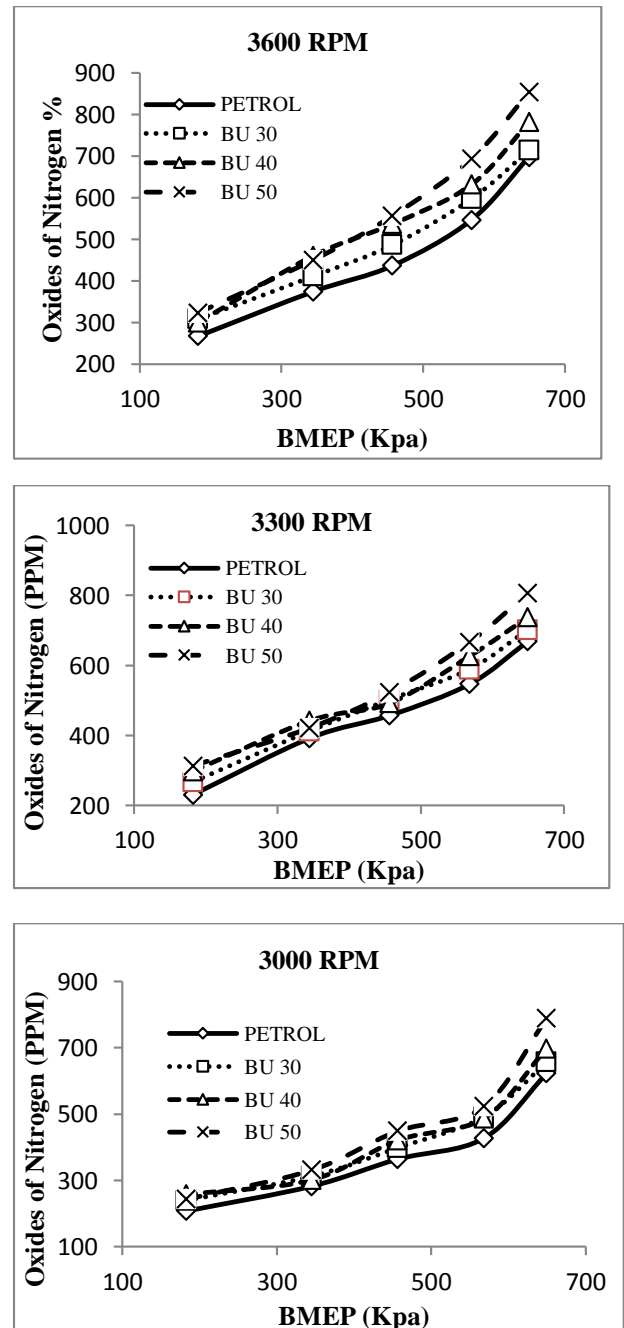 3600 RPM
Oxides of Nitrogen %
900
800
700
600
500
400
300
200
PETROL
BU 30
BU 40
BU 50
100 300 500 700
BMEP (Kpa)
3300 RPM
Oxides of Nitrogen (PPM)
1000
800
600
400
200
PETROL
BU 30
BU 40
BU 50
100 300 500 700
BMEP (Kpa)
3000 RPM
Oxides of Nitrogen (PPM)
900
700
500
300
100
PETROL
BU 30
BU 40
BU 50
100 300 500 700
BMEP (Kpa)